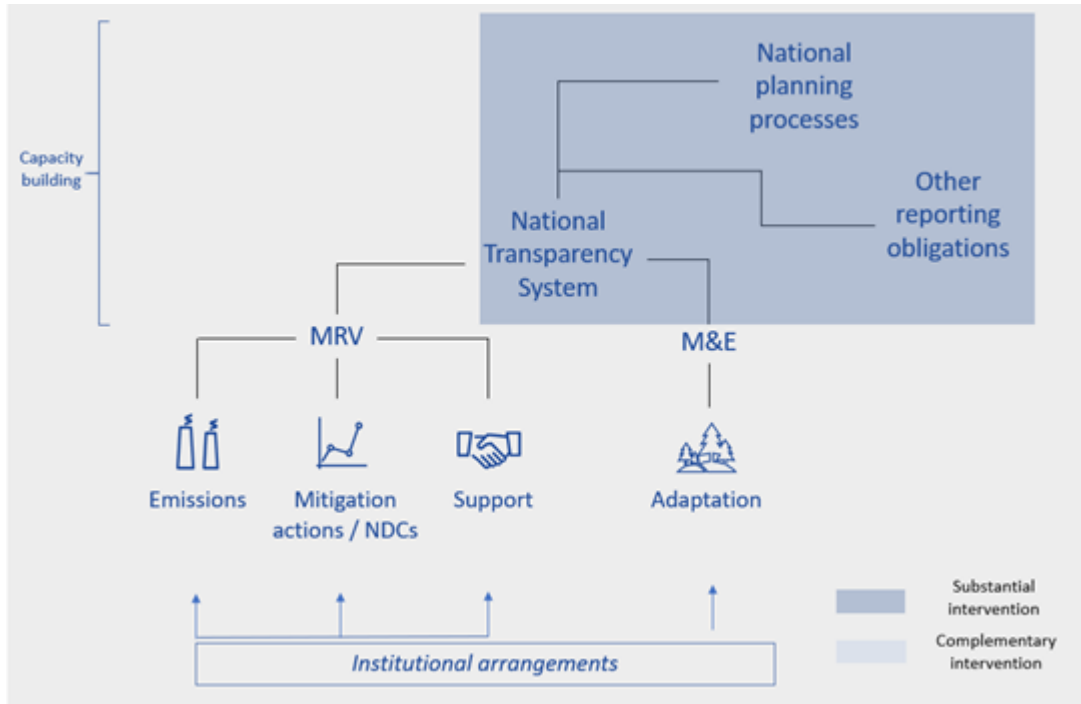 National
planning
processes
Capacity
building
Other
reporting
obligations
National
Transparency
System
MRV
M&E
Emissions
Mitigation
actions / NDCs
Support
Adaptation
Substantial
intervention
Complementary
intervention
Institutional arrangements